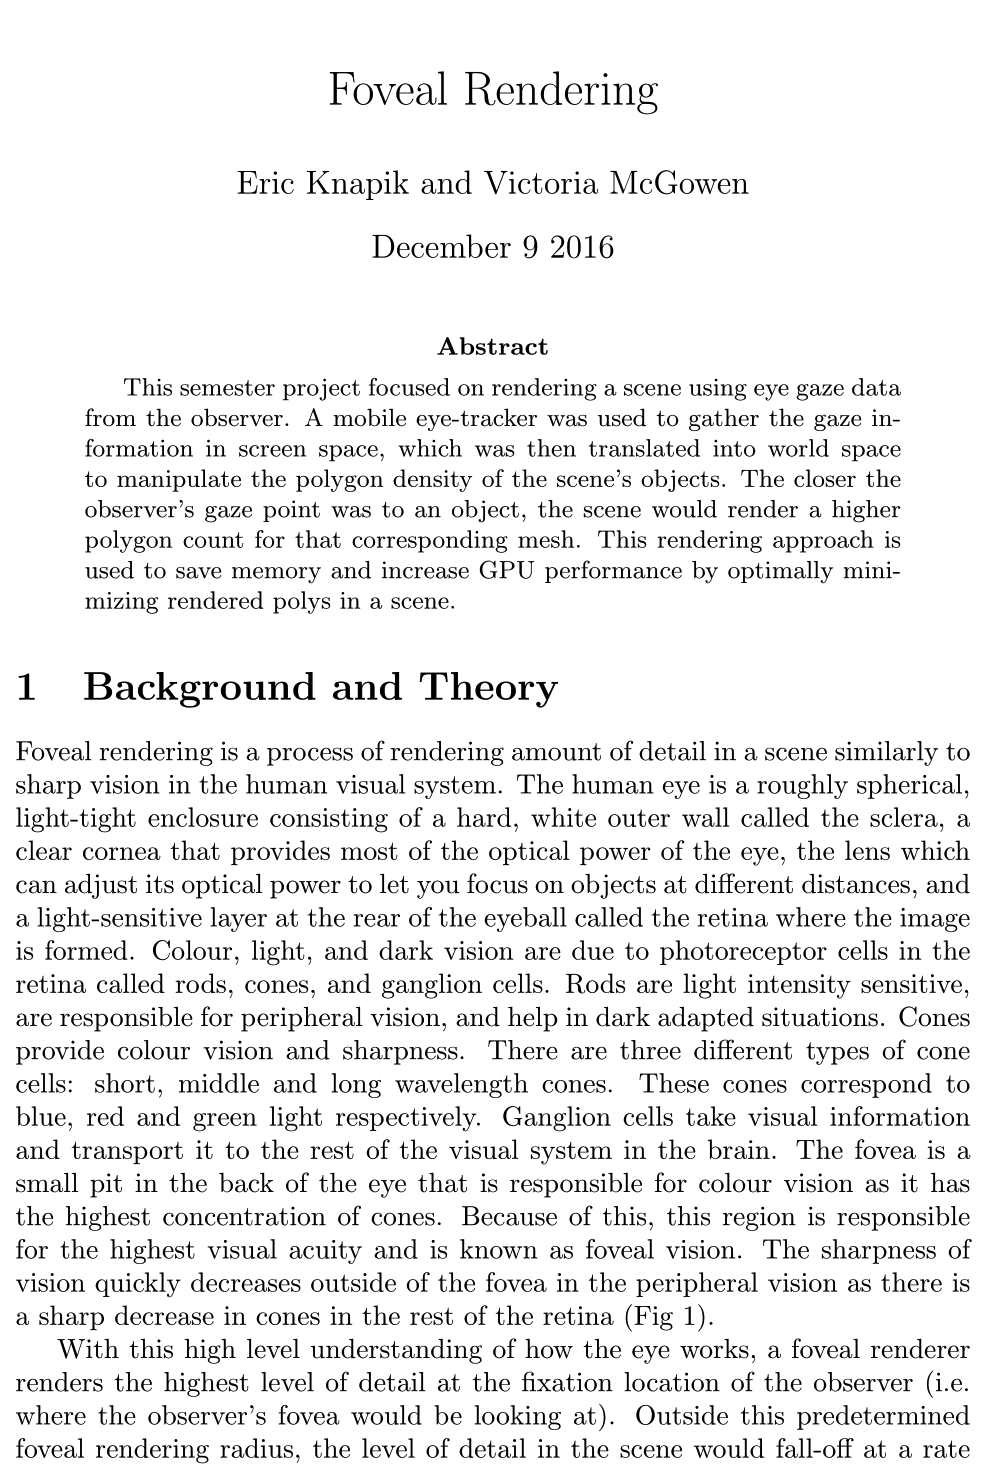 Foveal Rendering
Eric Knapik and Victoria McGowen
December 9 2016
Abstract
This semester project focused on rendering a scene using eye gaze data
from the observer. A mobile eye-tracker was used to gather the gaze in-
formation in screen space, which was then translated into world space
to manipulate the polygon density of the scene's objects. The closer the
observer's gaze point was to an object, the scene would render a higher
polygon count for that corresponding mesh. This rendering approach is
used to save memory and increase GPU performance by optimally mini-
mizing rendered polys in a scene.
1 Background and Theory
Foveal rendering is a process of rendering amount of detail in a scene similarly to
sharp vision in the human visual system. The human eye is a roughly spherical,
light-tight enclosure consisting of a hard, white outer wall called the sclera, a
clear cornea that provides most of the optical power of the eye, the lens which
can adjust its optical power to let you focus on objects at different distances, and
a light-sensitive layer at the rear of the eyeball called the retina where the image
is formed. Colour, light, and dark vision are due to photoreceptor cells in the
retina called rods, cones, and ganglion cells. Rods are light intensity sensitive,
are responsible for peripheral vision, and help in dark adapted situations. Cones
provide colour vision and sharpness. There are three different types of cone
cells: short, middle and long wavelength cones. These cones correspond to
blue, red and green light respectively. Ganglion cells take visual information
and transport it to the rest of the visual system in the brain. The fovea is a
small pit in the back of the eye that is responsible for colour vision as it has
the highest concentration of cones. Because of this, this region is responsible
for the highest visual acuity and is known as foveal vision. The sharpness of
vision quickly decreases outside of the fovea in the peripheral vision as there is
a sharp decrease in cones in the rest of the retina (Fig 1).
With this high level understanding of how the eye works, a foveal renderer
renders the highest level of detail at the fixation location of the observer (i.e.
where the observer's fovea would be looking at). Outside this predetermined
foveal rendering radius, the level of detail in the scene would fall-off at a rate